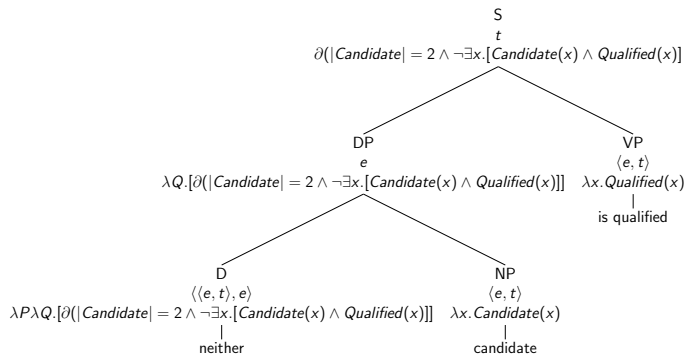 S
t
∂(|Candidate| = 2 ∧ ¬∃x.[Candidate(x) ∧ Qualified(x)]
DP
e
λQ.[∂(|Candidate| = 2 ∧ ¬∃x.[Candidate(x) ∧ Qualified(x)]]
VP
⟨e, t⟩
λx.Qualified(x)
is qualified
D
⟨⟨e, t⟩, e⟩
λPλQ.[∂(|Candidate| = 2 ∧ ¬∃x.[Candidate(x) ∧ Qualified(x)]]
neither
NP
⟨e, t⟩
λx.Candidate(x)
candidate